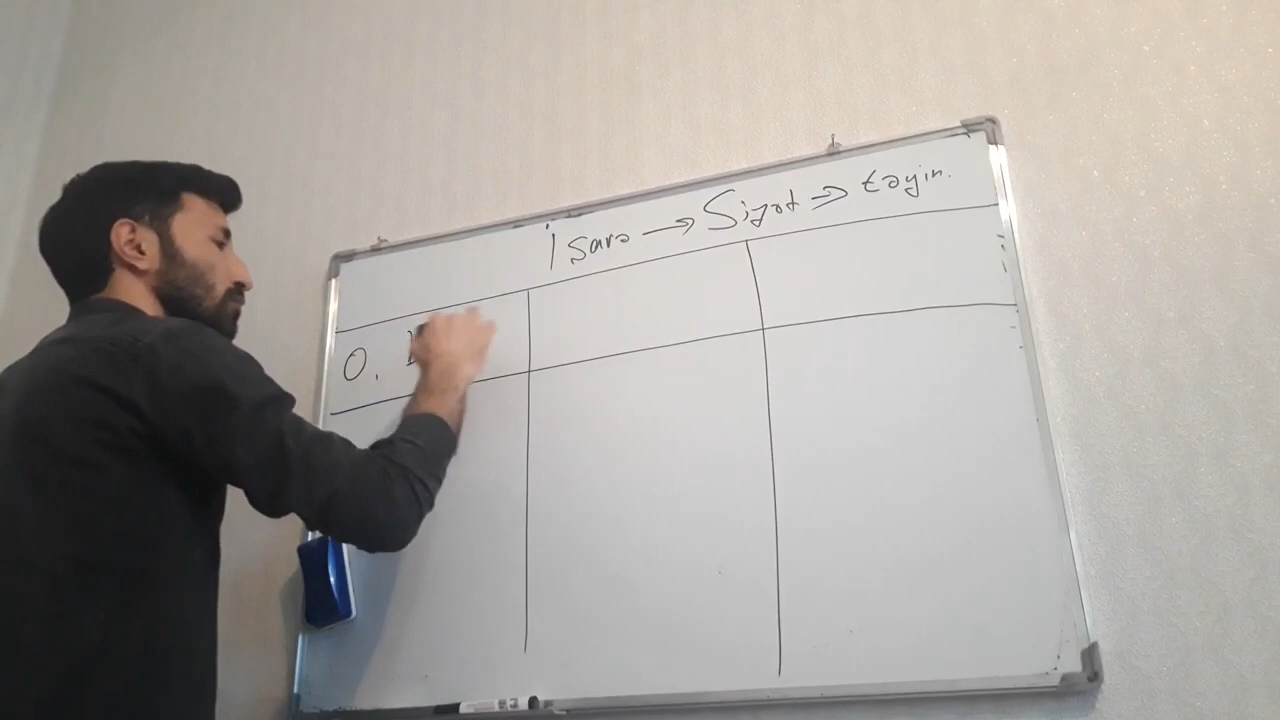 İşarə → Sifət → təyin.
O,